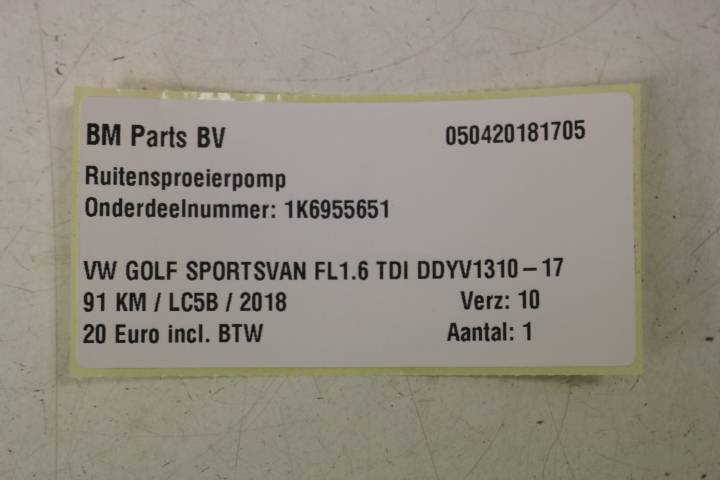 BM Parts BV 050420181705
Ruitensproeierpomp
Onderdeelnummer: 1K6955651
VW GOLF SPORTSVAN FL1.6 TDI DDYV1310-17
91 KM / LC5B / 2018 Verz: 10
20 Euro incl. BTW Aantal: 1